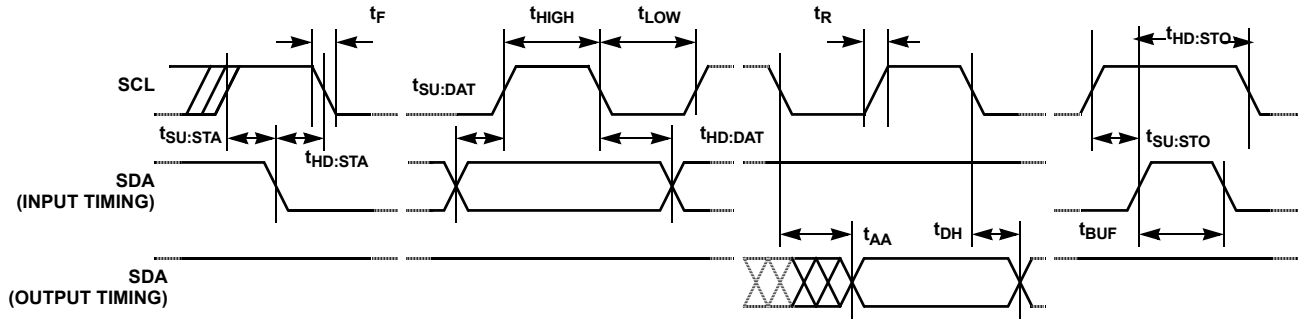 tF
tHIGH
tLOW
tR
tHD:STO
SCL
tSU:DAT
tSU:STA
tHD:STA
tHD:DAT
tSU:STO
SDA
(INPUT TIMING)
tAA
tDH
tBUF
SDA
(OUTPUT TIMING)